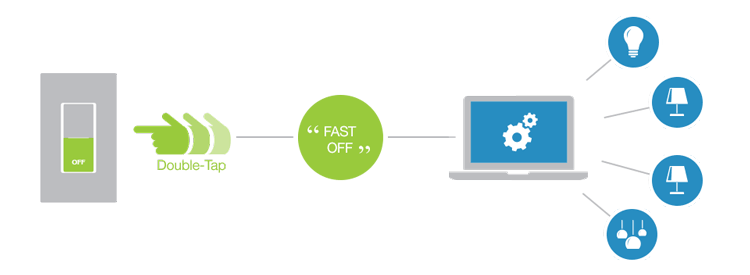 OFF
Double-Tap
“ FAST
OFF ”